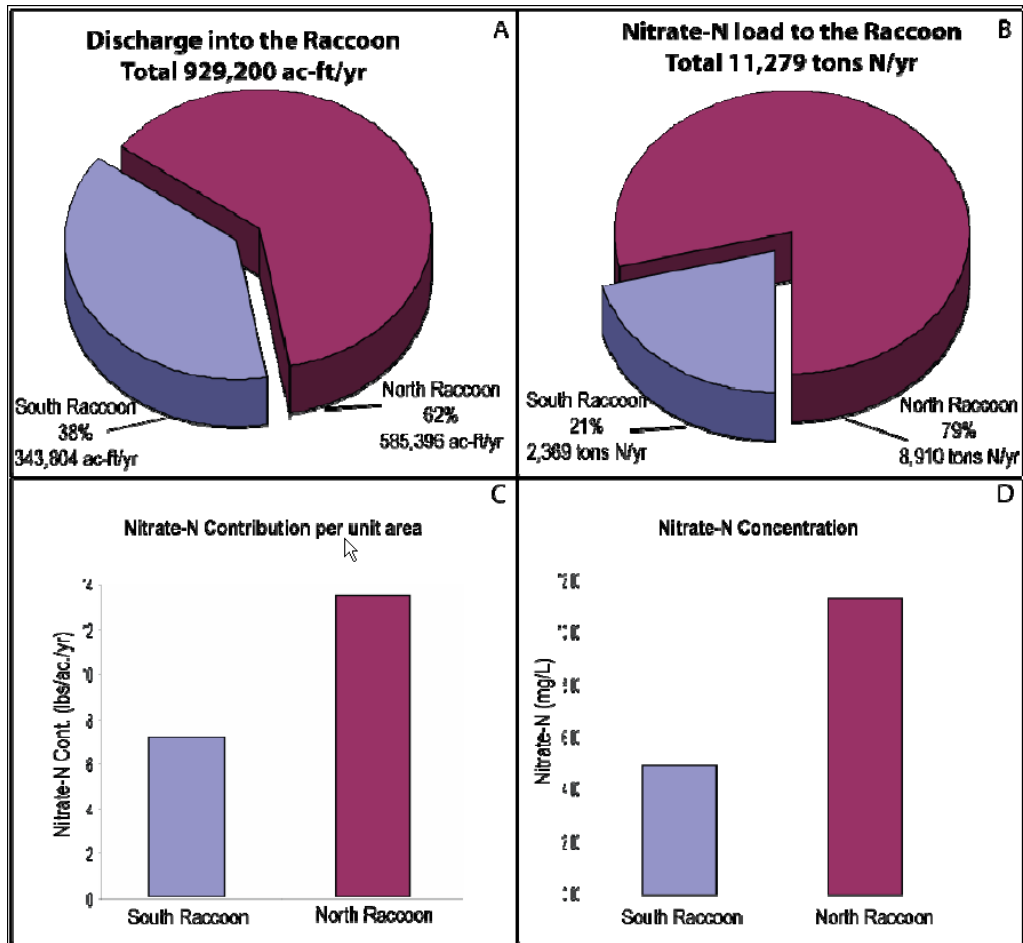 A
Discharge into the Raccoon
Total 929,200 ac-ft/yr
South Raccoon
38%
343,804 ac-ft/yr
North Raccoon
62%
585,396 ac-ft/yr
B
Nitrate-N load to the Raccoon
Total 11,279 tons N/yr
South Raccoon
21%
2,369 tons N/yr
North Raccoon
79%
8,910 tons N/yr
C
Nitrate-N Contribution per unit area
Nitrate-N Cont. (lbs/ac./yr)
8
6
4
2
0
South Raccoon
North Raccoon
D
Nitrate-N Concentration
Nitrate-N (mg/L)
South Raccoon
North Raccoon